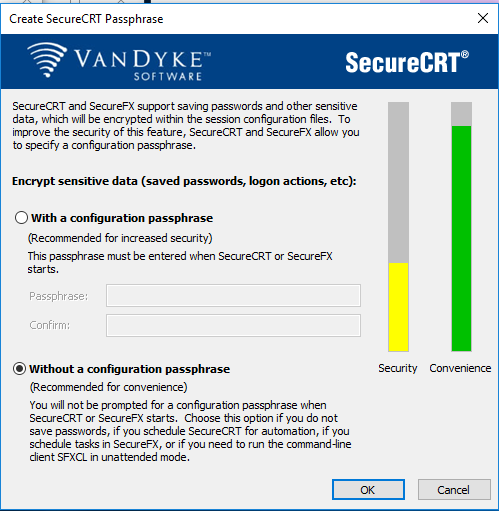 Create SecureCRT Passphrase
VANDYKE™
SOFTWARE
SecureCRT®
SecureCRT and SecureFX support saving passwords and other sensitive
data, which will be encrypted within the session configuration files. To
improve the security of this feature, SecureCRT and SecureFX allow you
to specify a configuration passphrase.
Encrypt sensitive data (saved passwords, logon actions, etc):
With a configuration passphrase
(Recommended for increased security)
This passphrase must be entered when SecureCRT or SecureFX
starts.
Passphrase:
Confirm:
Security
Convenience
Without a configuration passphrase
(Recommended for convenience)
You will not be prompted for a configuration passphrase when
SecureCRT or SecureFX starts. Choose this option if you do not
save passwords, if you schedule SecureCRT for automation, if you
schedule tasks in SecureFX, or if you need to run the command-line
client SFXCL in unattended mode.
OK
Cancel